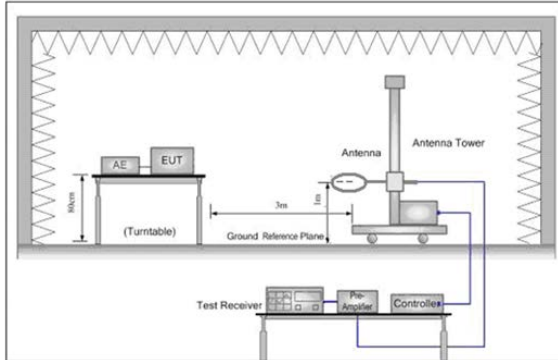 Antenna
Antenna Tower
AE
EUT
80cm
(Turntable)
3m
1m
Ground Reference Plane
Test Receiver
Pre-
Amplifier
Controller